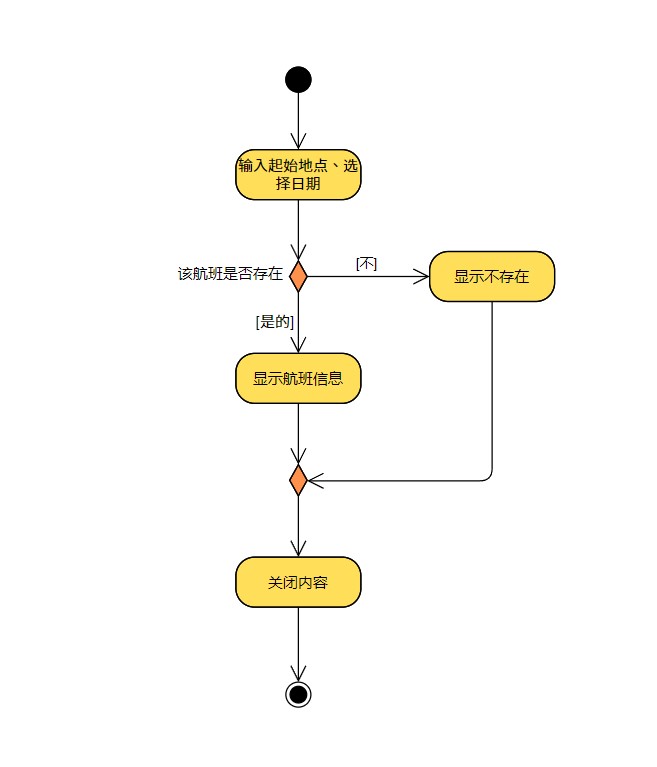 输入起始地点、选
择日期
该航班是否存在
[不]
显示不存在
[是的]
显示航班信息
关闭内容